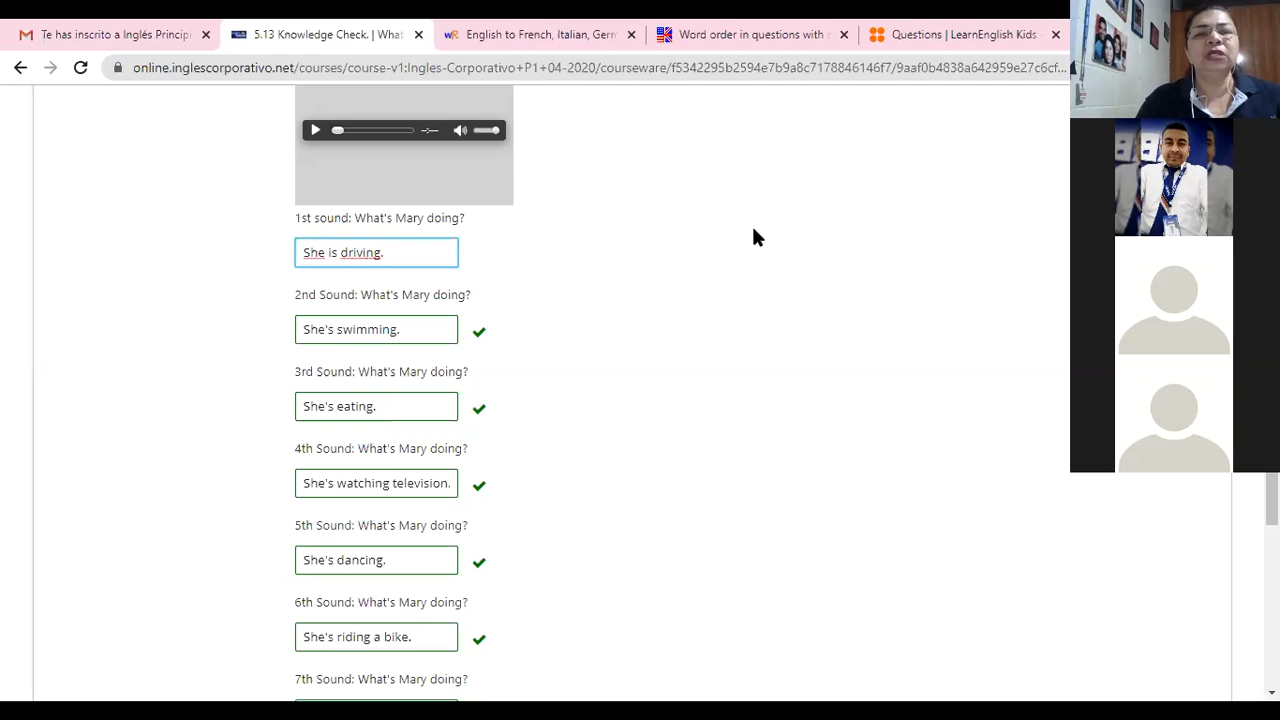 Te has inscrito a Inglés Princip
5.13 Knowledge Check. | What
English to French, Italian, Germ
Word order in questions with
Questions | LearnEnglish Kids
online.inglescorporativo.net/courses/course-v1:Ingles-Corporativo+P1+04-2020/courseware/f5342295b2594e7b9a8c7178846146f7/9aaf0b4838a642959e27c6cf...
1st sound: What's Mary doing?
She is driving.
2nd Sound: What's Mary doing?
She's swimming.
3rd Sound: What's Mary doing?
She's eating.
4th Sound: What's Mary doing?
She's watching television.
5th Sound: What's Mary doing?
She's dancing.
6th Sound: What's Mary doing?
She's riding a bike.
7th Sound: What's Mary doing?